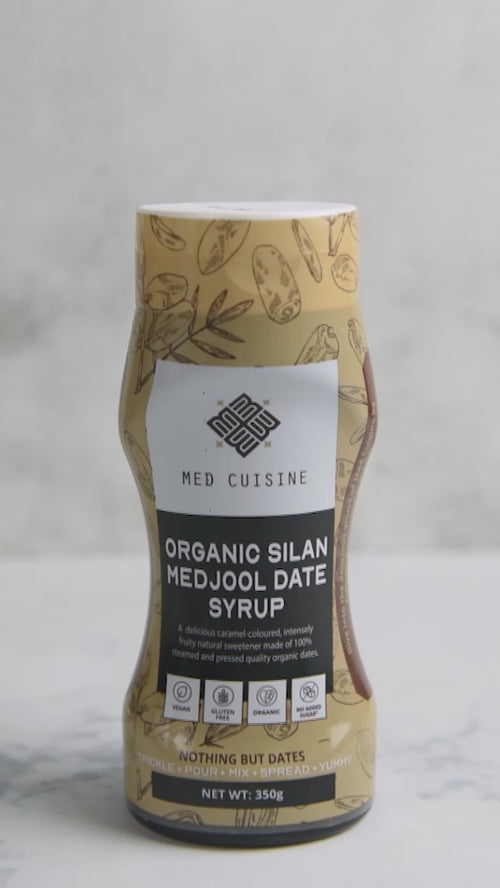 MED CUISINE
ORGANIC SILAN
MEDJOOL DATE
SYRUP
A delicious caramel-coloured, intensely
fruity natural sweetener made of 100%
steamed and pressed quality organic dates.
VEGAN
GLUTEN
FREE
ORGANIC
NO ADDED
SUGAR*
NOTHING BUT DATES
TRICKLE • POUR • MIX • SPREAD • YUMMY
NET WT: 350g